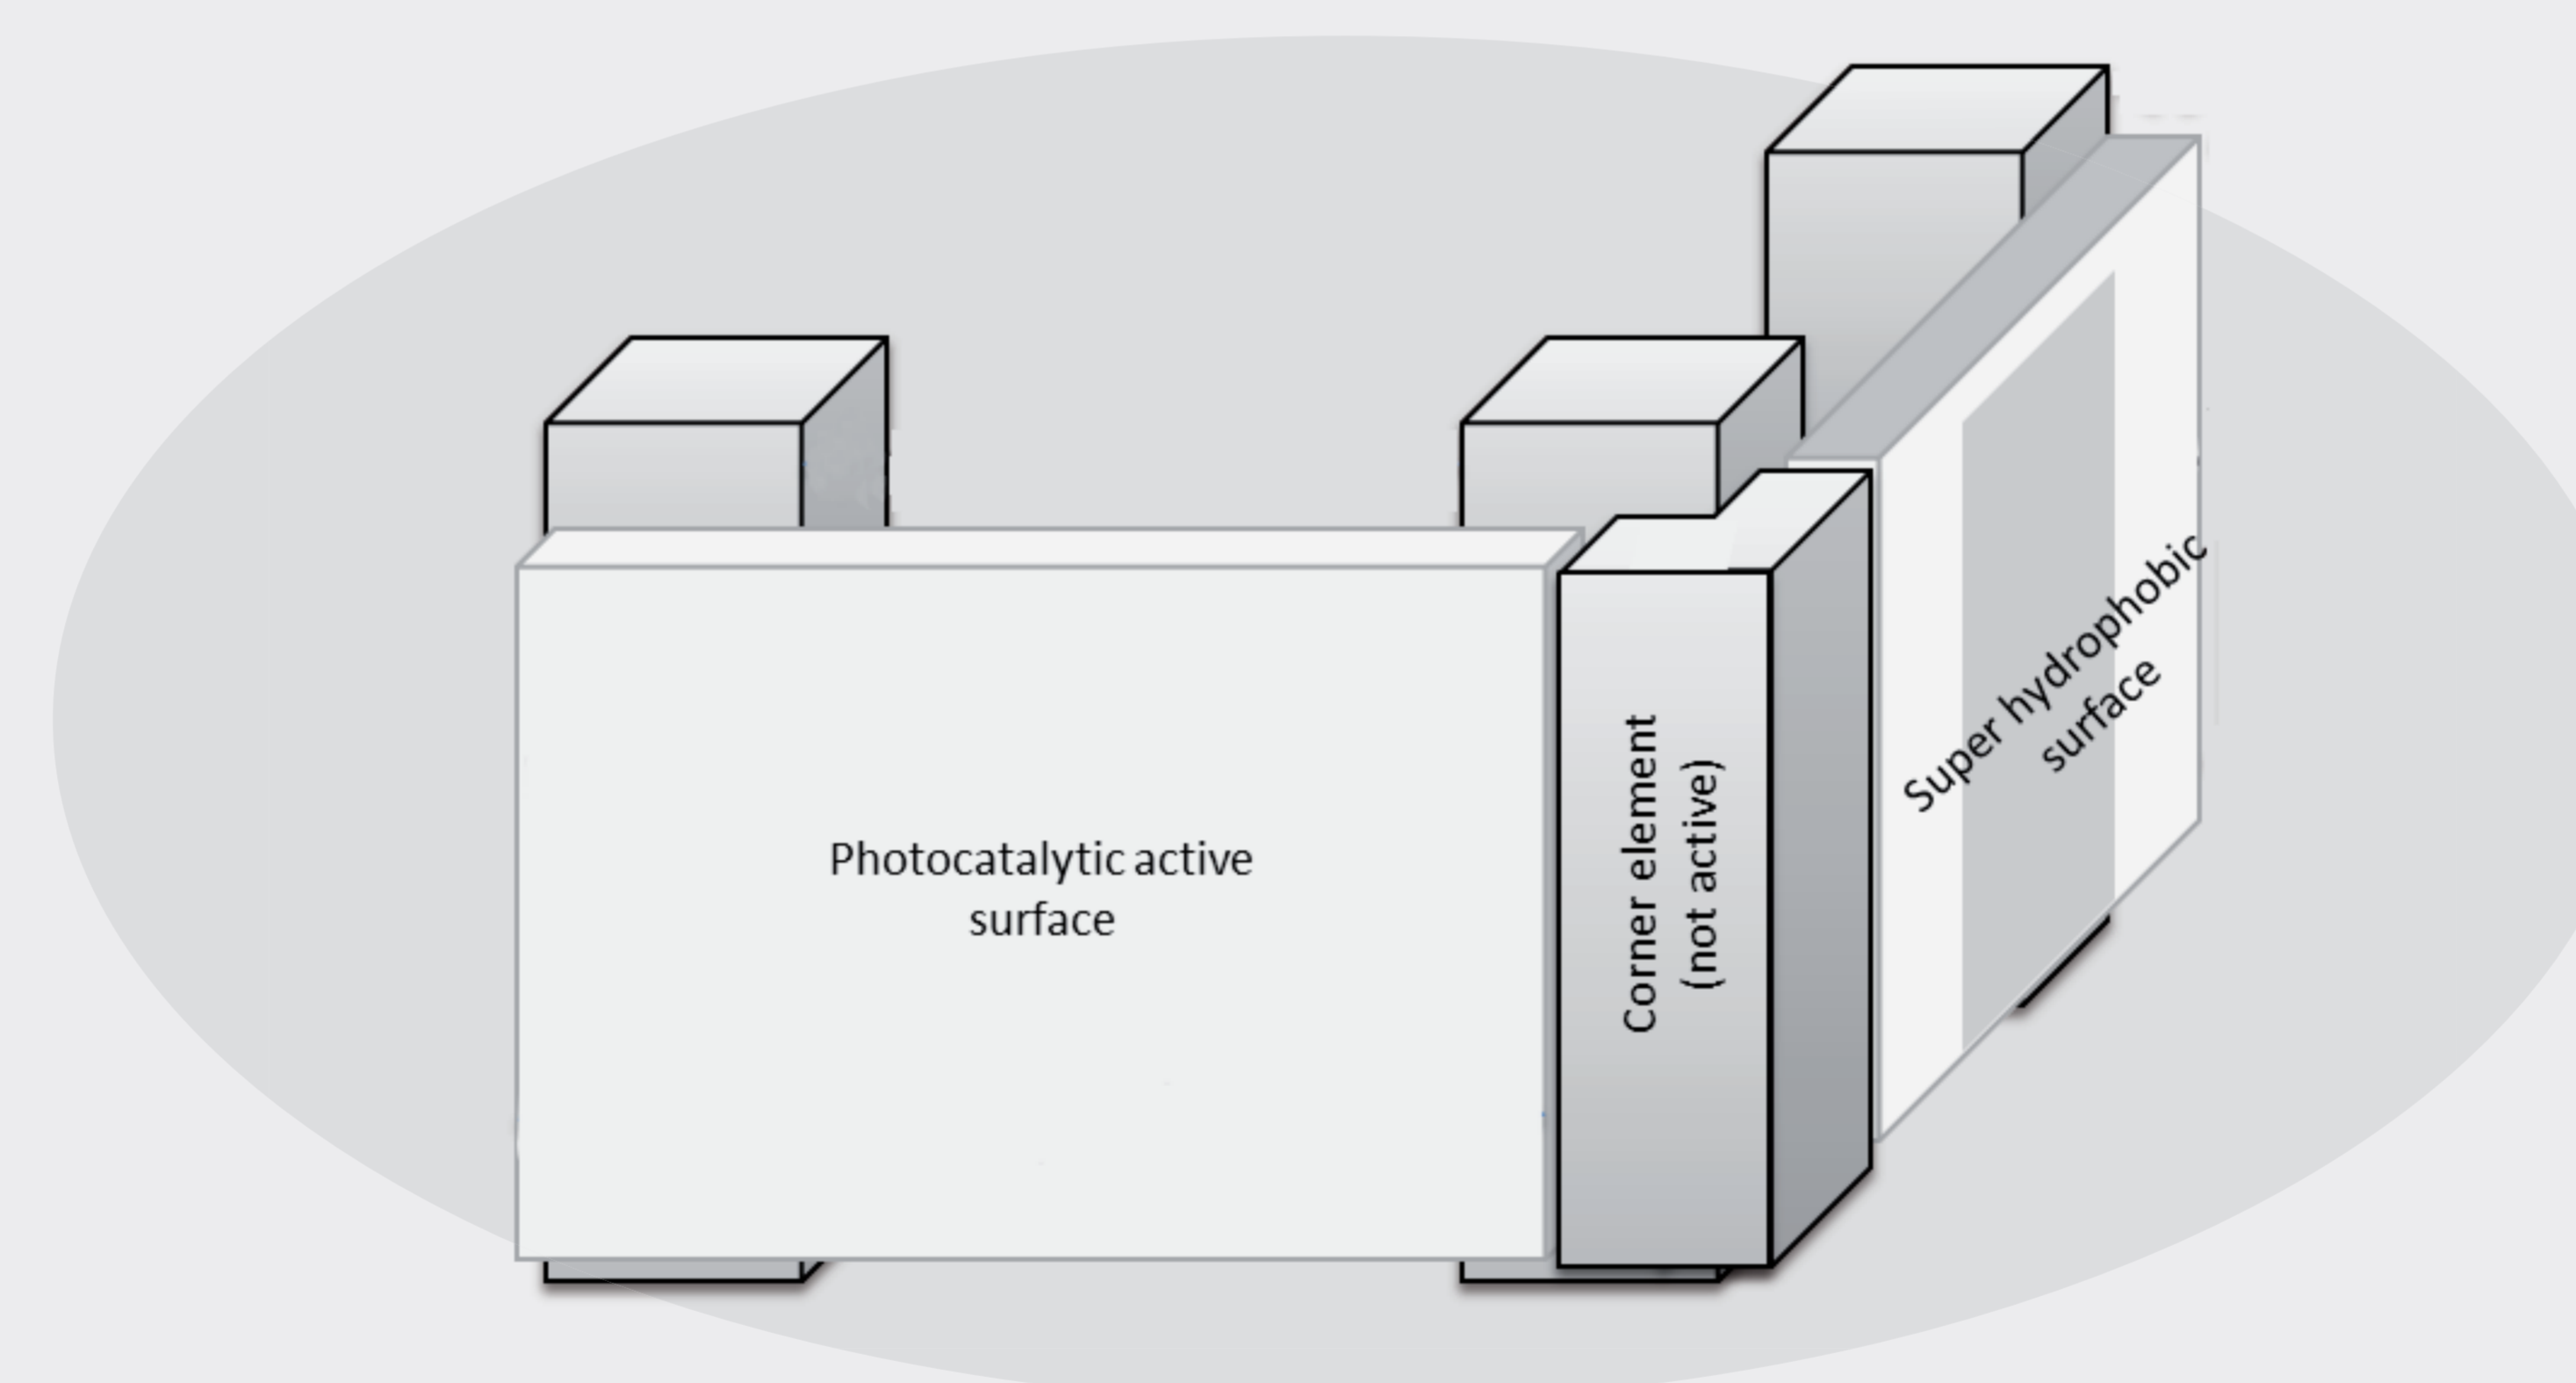 Photocatalytic active
surface
Corner element
(not active)
Super hydrophobic
surface